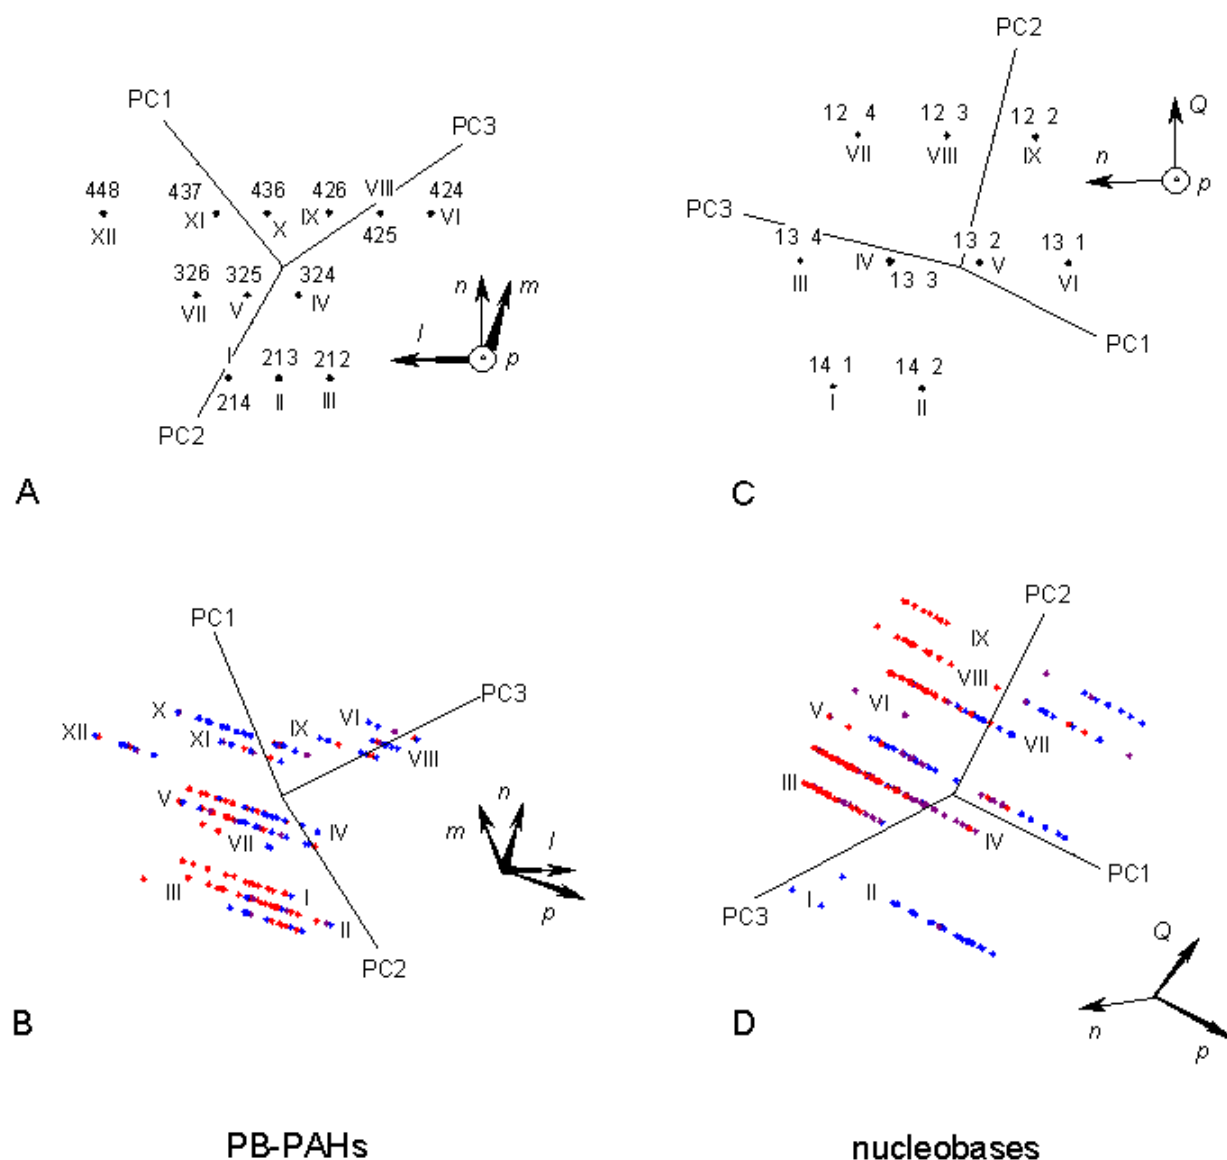 PC1
PC3
448 437 436 426 VIII 424
XII XI X IX 425 VI
326 325 324
VII V IV
I 213 212
214 II III
PC2
n m
l p
A
PC2
12 4 12 3 12 2
VII VIII IX
Q
n p
PC3
13 4 IV 13 2 13 1
III 13 3 V VI
PC1
14 1 14 2
I II
C
PC1
PC3
X IX VI
XII XI VIII
V IV
VII
III I
II
PC2
n
m l
p
B
PC2
IX
VIII
VI
V VII
III IV
PC1
PC3 I II
Q
n p
D
PB-PAHs
nucleobases